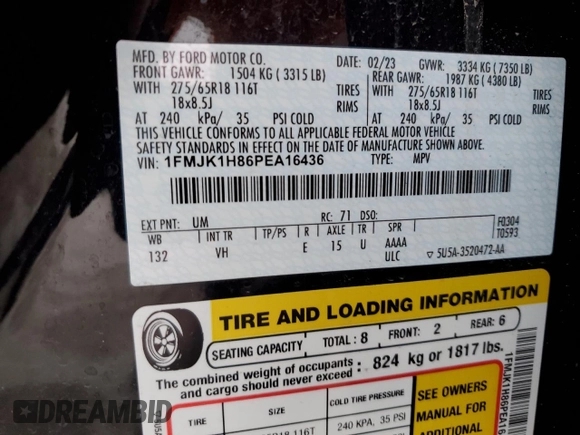 MFD. BY FORD MOTOR CO.
DATE: 02/23 GVWR: 3334 KG ( 7350 LB)
FRONT GAWR: 1504 KG ( 3315 LB) REAR GAWR: 1987 KG ( 4380 LB)
WITH 275/65R18 116T TIRES WITH 275/65R18 116T TIRES
18x8.5J RIMS 18x8.5J RIMS
AT 240 kPa/ 35 PSI COLD AT 240 kPa/ 35 PSI COLD
THIS VEHICLE CONFORMS TO ALL APPLICABLE FEDERAL MOTOR VEHICLE
SAFETY STANDARDS IN EFFECT ON THE DATE OF MANUFACTURE SHOWN ABOVE.
VIN: 1FMJK1H86PEA16436 TYPE: MPV
EXT PNT: UM RC: 71 DSO: F0304
T0593
WB INT TR TP/PS R AXLE TR SPR
132 VH E 15 U AAAA
ULC ▽ 5U5A-3520472-AA
TIRE AND LOADING INFORMATION
SEATING CAPACITY TOTAL : 8 FRONT: 2 REAR: 6
The combined weight of occupants and cargo should never exceed : 824 kg or 1817 lbs.
TIRE SIZE COLD TIRE PRESSURE
240 KPA, 35 PSI
SEE OWNERS
MANUAL FOR
ADDITIONAL
DREAMBID